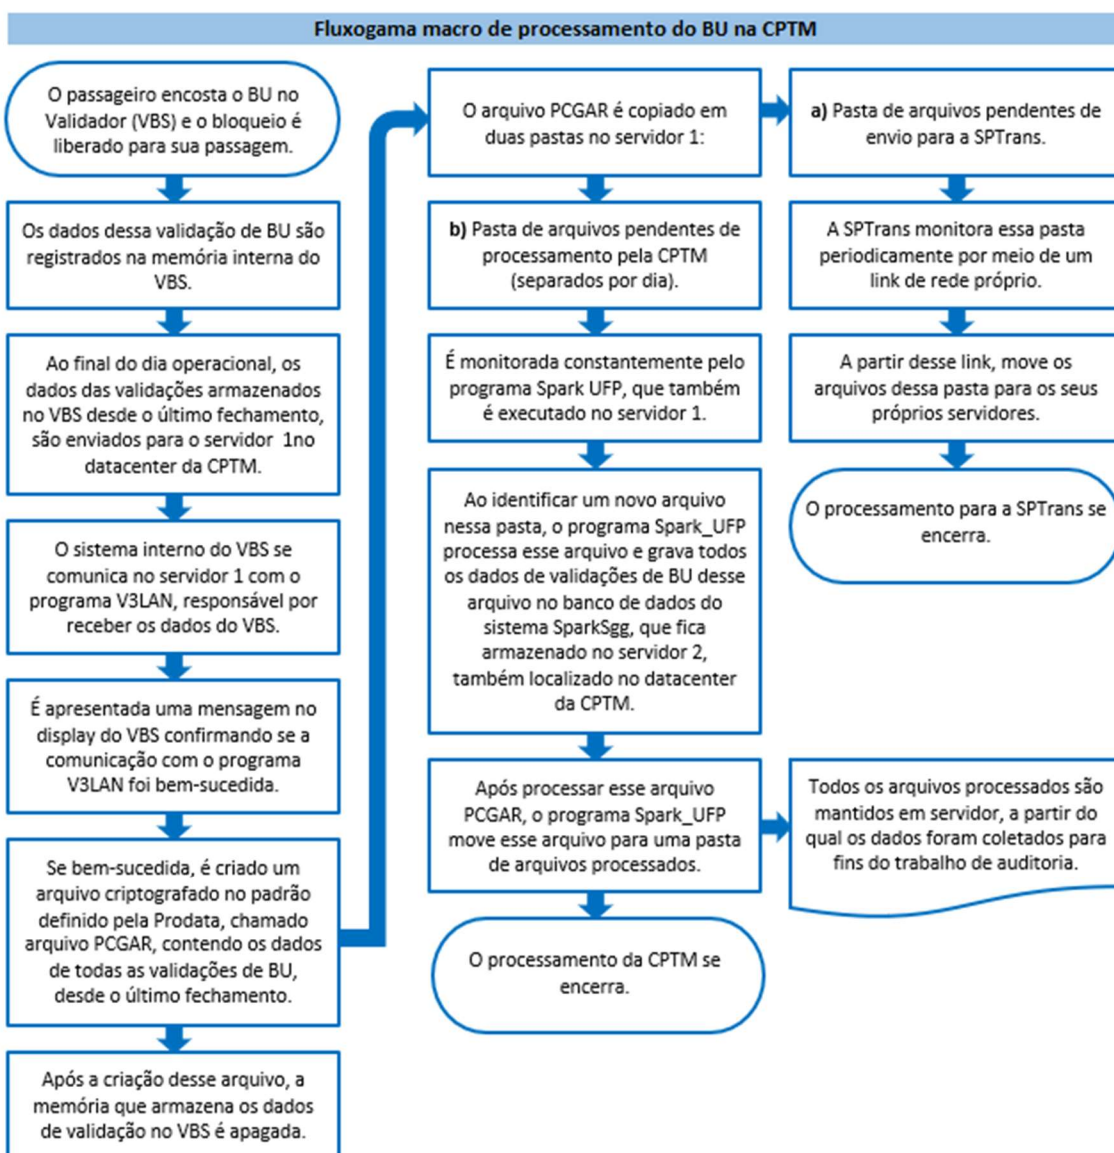 Fluxogama macro de processamento do BU na CPTM
O passageiro encosta o BU no
Validador (VBS) e o bloqueio é
liberado para sua passagem.
Os dados dessa validação de BU são
registrados na memória interna do
VBS.
Ao final do dia operacional, os
dados das validações armazenados
no VBS desde o último fechamento,
são enviados para o servidor 1no
datacenter da CPTM.
O sistema interno do VBS se
comunica no servidor 1 com o
programa V3LAN, responsável por
receber os dados do VBS.
É apresentada uma mensagem no
display do VBS confirmando se a
comunicação com o programa
V3LAN foi bem-sucedida.
Se bem-sucedida, é criado um
arquivo criptografado no padrão
definido pela Prodata, chamado
arquivo PCGAR, contendo os dados
de todas as validações de BU,
desde o último fechamento.
Após a criação desse arquivo, a
memória que armazena os dados
de validação no VBS é apagada.
O arquivo PCGAR é copiado em
duas pastas no servidor 1:
b) Pasta de arquivos pendentes de
processamento pela CPTM
(separados por dia).
É monitorada constantemente pelo
programa Spark UFP, que também
é executado no servidor 1.
Ao identificar um novo arquivo
nessa pasta, o programa Spark_UFP
processa esse arquivo e grava todos
os dados de validações de BU desse
arquivo no banco de dados do
sistema SparkSgg, que fica
armazenado no servidor 2,
também localizado no datacenter
da CPTM.
Após processar esse arquivo
PCGAR, o programa Spark_UFP
move esse arquivo para uma pasta
de arquivos processados.
O processamento da CPTM se
encerra.
a) Pasta de arquivos pendentes de
envio para a SPTrans.
A SPTrans monitora essa pasta
periodicamente por meio de um
link de rede próprio.
A partir desse link, move os
arquivos dessa pasta para os seus
próprios servidores.
O processamento para a SPTrans se
encerra.
Todos os arquivos processados são
mantidos em servidor, a partir do
qual os dados foram coletados para
fins do trabalho de auditoria.